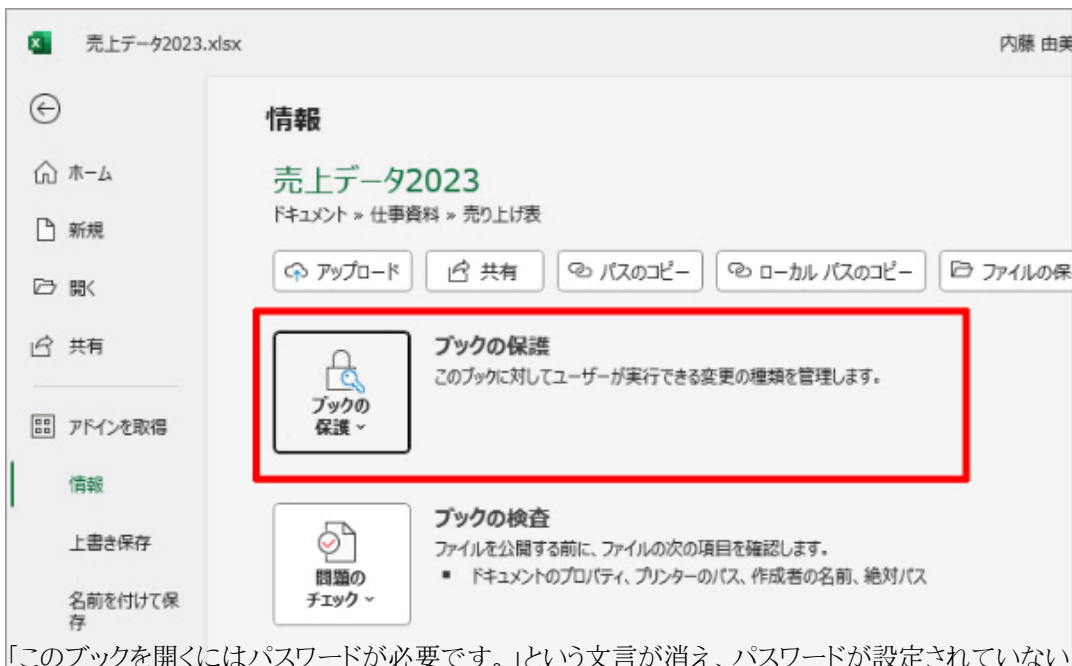 売上データ2023.xlsx
内藤 由美
情報
売上データ2023
ドキュメント » 仕事資料 » 売り上げ表
ホーム
新規
開く
共有
アドインを取得
情報
上書き保存
名前を付けて保
存
アップロード
共有
パスのコピー
ローカル パスのコピー
ファイルの保
ブックの
保護
ブックの保護
このブックに対してユーザーが実行できる変更の種類を管理します。
問題の
チェック
ブックの検査
ファイルを公開する前に、ファイルの次の項目を確認します。
■ ドキュメントのプロパティ、プリンターのパス、作成者の名前、絶対パス
「このブックを開くにはパスワードが必要です。」という文言が消え、パスワードが設定されていない